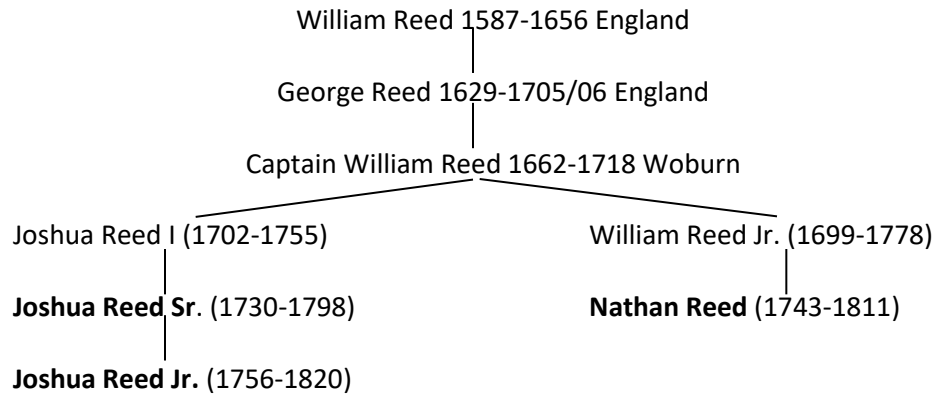 William Reed 1587-1656 England
George Reed 1629-1705/06 England
Captain William Reed 1662-1718 Woburn
Joshua Reed I (1702-1755) William Reed Jr. (1699-1778)
Joshua Reed Sr. (1730-1798) Nathan Reed (1743-1811)
Joshua Reed Jr. (1756-1820)